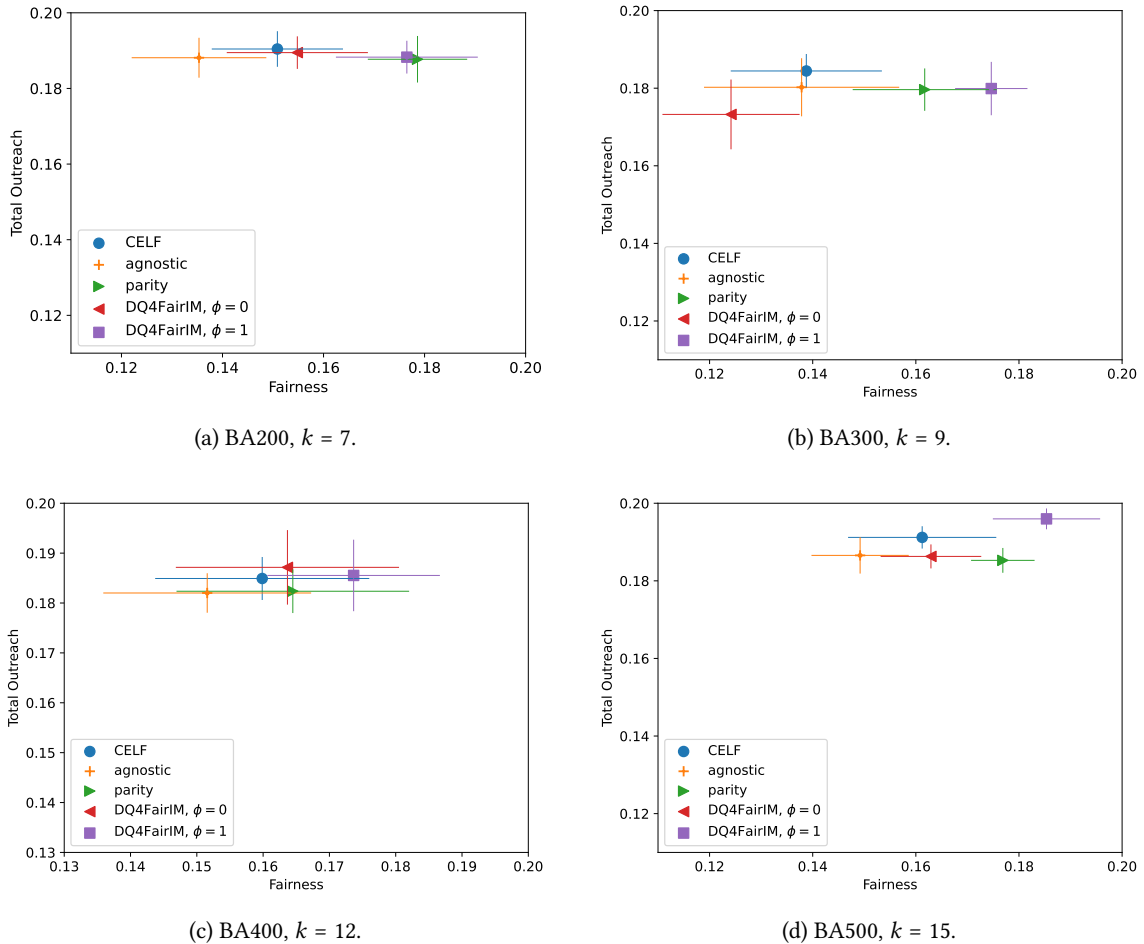 0.20
0.18
0.16
0.14
0.12
Total Outreach
CELF
agnostic
parity
DQ4FairIM, ϕ = 0
DQ4FairIM, ϕ = 1
0.12 0.14 0.16 0.18 0.20
Fairness
(a) BA200, k = 7.
0.20
0.18
0.16
0.14
0.12
Total Outreach
CELF
agnostic
parity
DQ4FairIM, ϕ = 0
DQ4FairIM, ϕ = 1
0.12 0.14 0.16 0.18 0.20
Fairness
(b) BA300, k = 9.
0.20
0.19
0.18
0.17
0.16
0.15
0.14
0.13
Total Outreach
CELF
agnostic
parity
DQ4FairIM, ϕ = 0
DQ4FairIM, ϕ = 1
0.13 0.14 0.15 0.16 0.17 0.18 0.19 0.20
Fairness
(c) BA400, k = 12.
0.20
0.18
0.16
0.14
0.12
Total Outreach
CELF
agnostic
parity
DQ4FairIM, ϕ = 0
DQ4FairIM, ϕ = 1
0.12 0.14 0.16 0.18 0.20
Fairness
(d) BA500, k = 15.